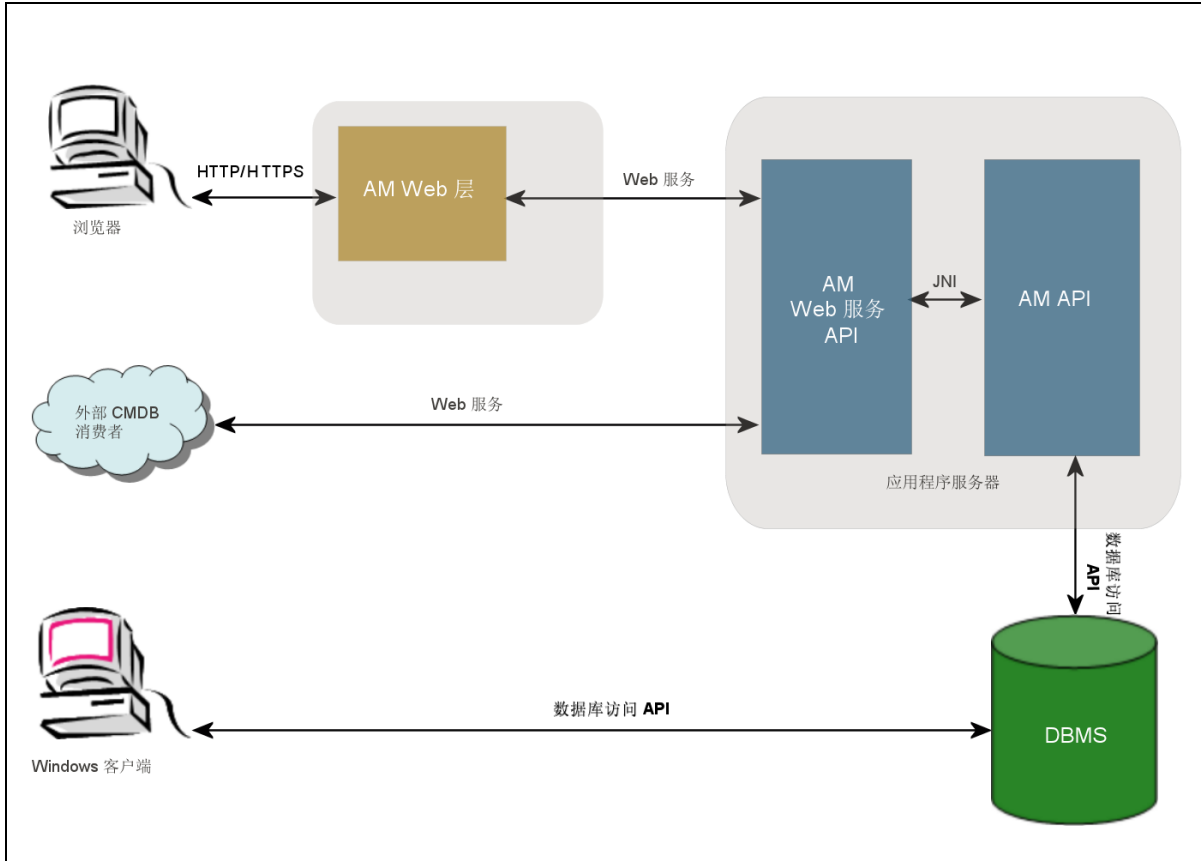 HTTP/HTTPS
浏览器
AM Web 层
Web 服务
AM
Web 服务
API
JNI
AM API
应用程序服务器
外部 CMDB
消费者
Web 服务
数据库访问
API
Windows 客户端
数据库访问 API
DBMS